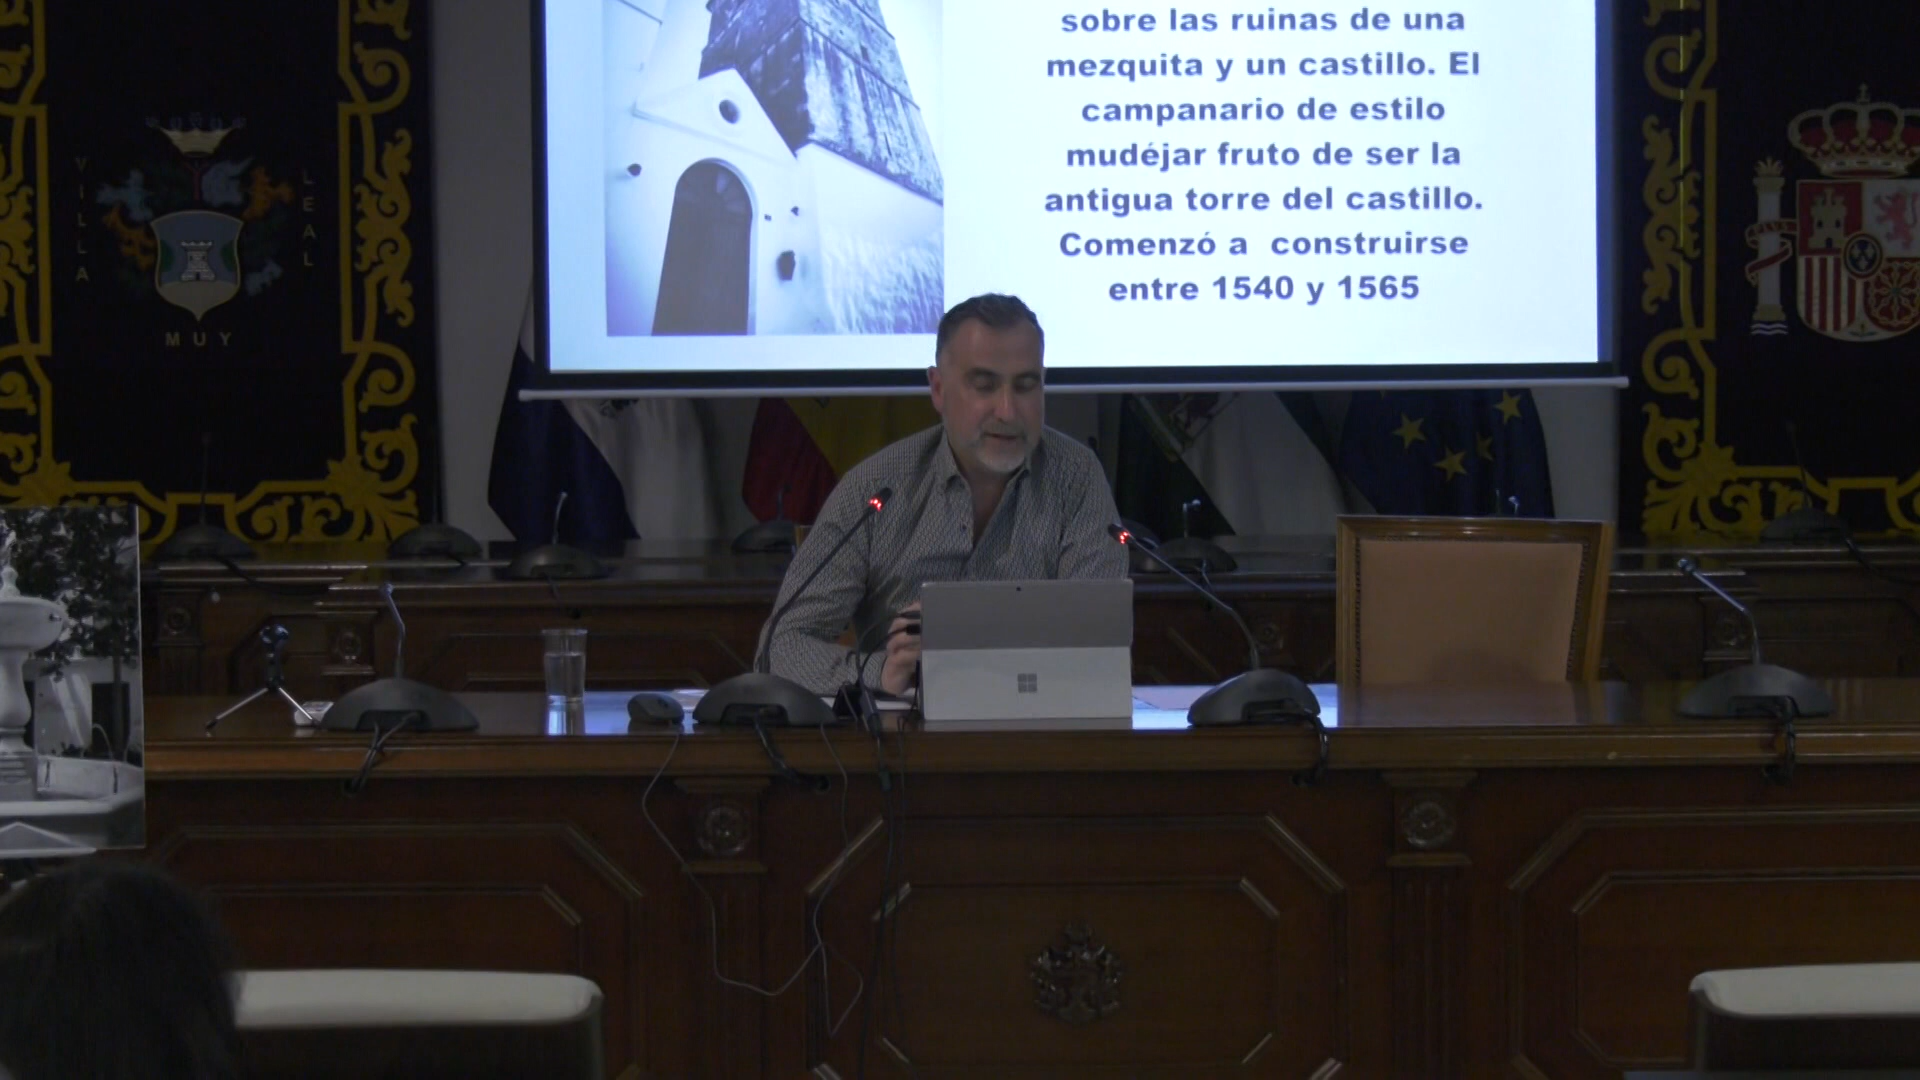 sobre las ruinas de una
mezquita y un castillo. El
campanario de estilo
mudéjar fruto de ser la
antigua torre del castillo.
Comenzó a construirse
entre 1540 y 1565
VILLA
MUY
LEAL